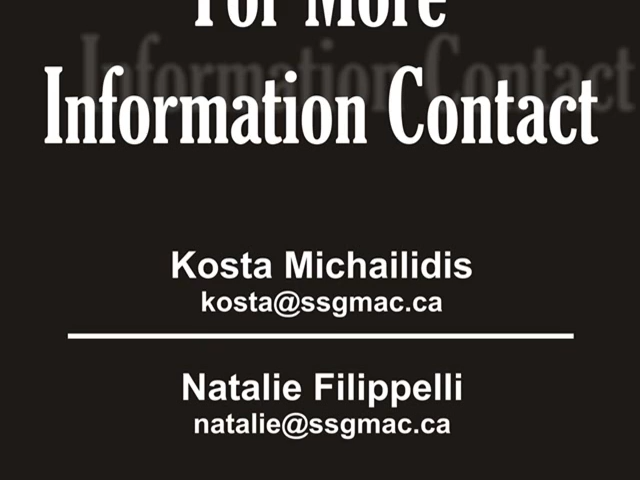 For More
Information Contact
Kosta Michailidis
kosta@ssgmac.ca
Natalie Filippelli
natalie@ssgmac.ca